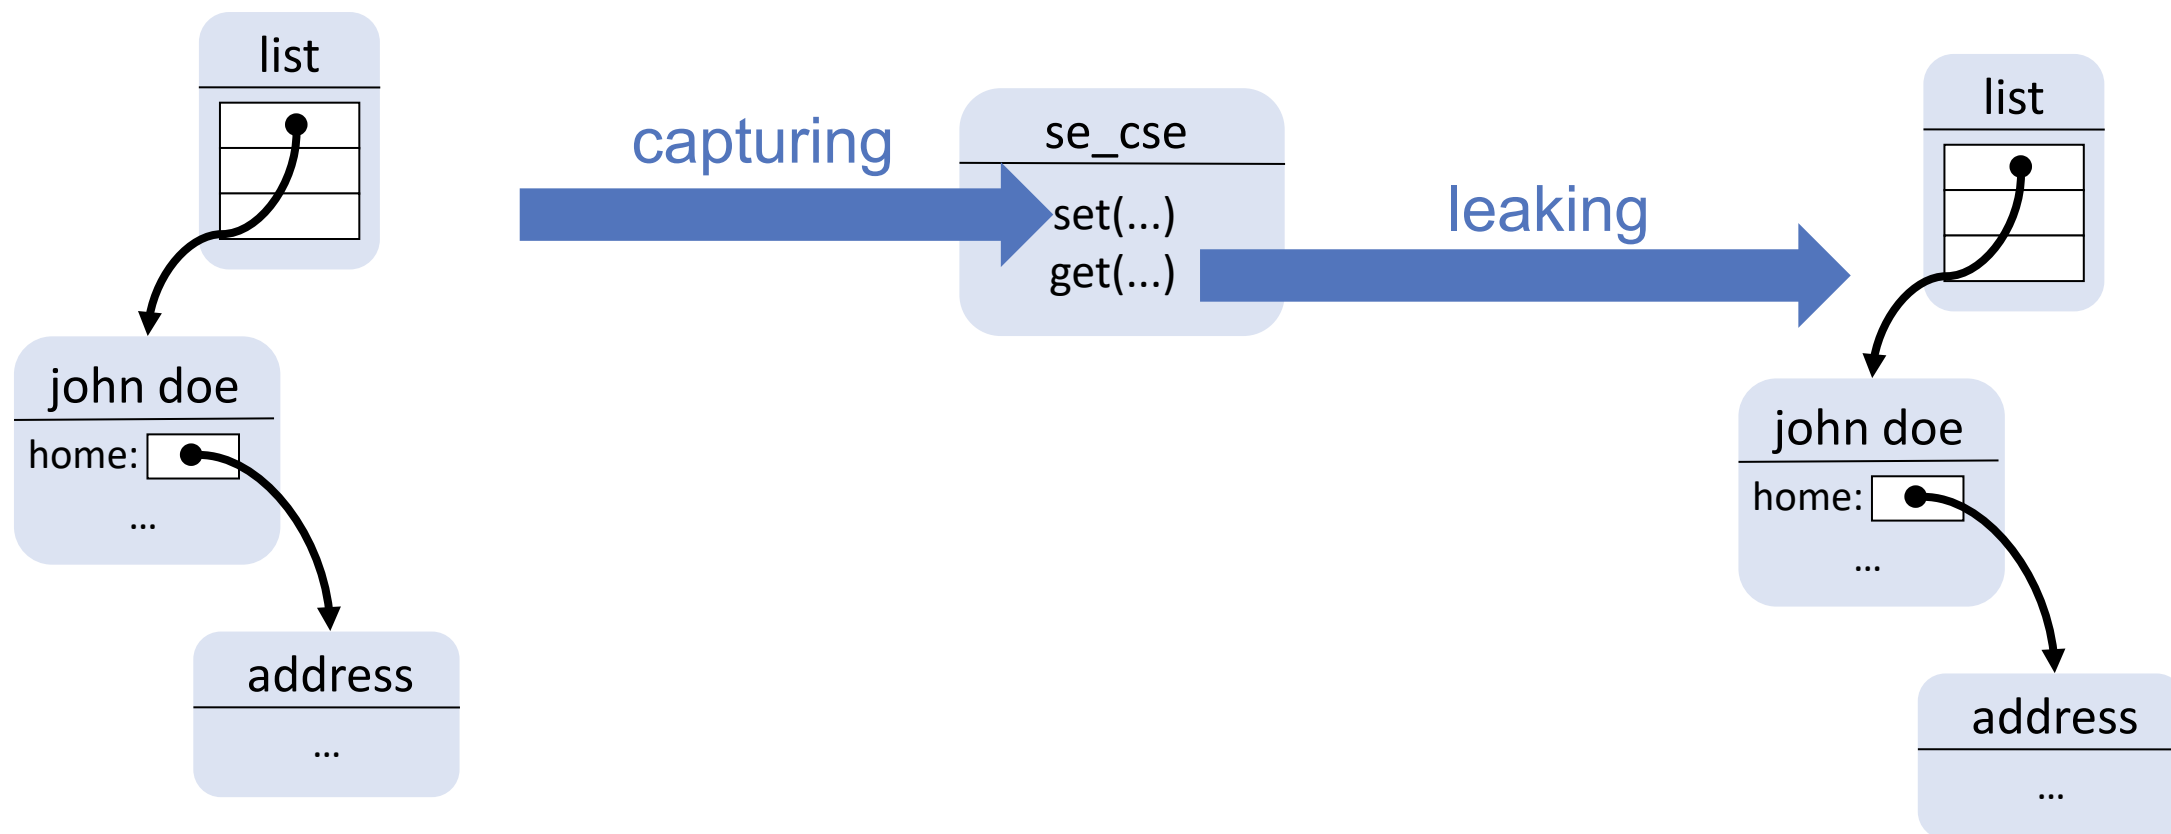 list
john doe
home:
...
address
...
capturing
se_cse
set(...)
get(...)
leaking
list
john doe
home:
...
address
...